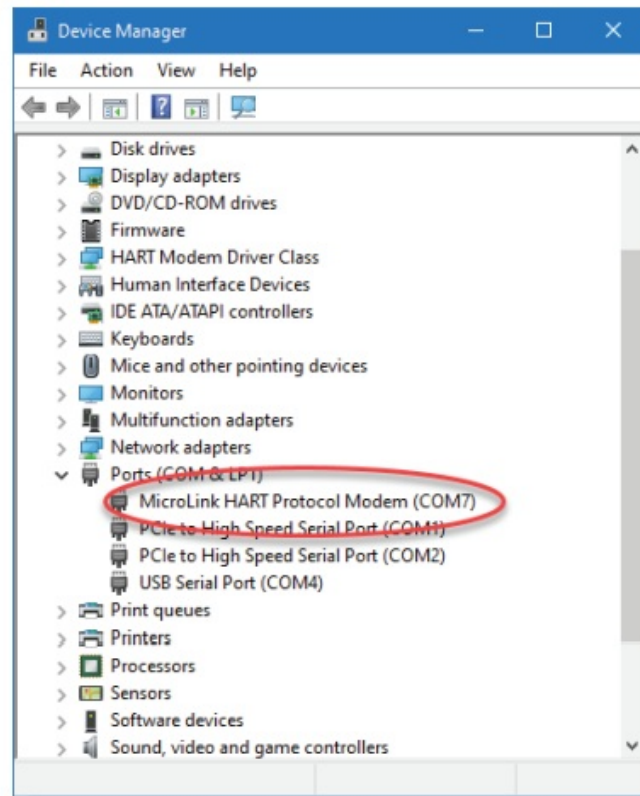 Device Manager
File Action View Help
Disk drives
Display adapters
DVD/CD-ROM drives
Firmware
HART Modem Driver Class
Human Interface Devices
IDE ATA/ATAPI controllers
Keyboards
Mice and other pointing devices
Monitors
Multifunction adapters
Network adapters
Ports (COM & LPT)
MicroLink HART Protocol Modem (COM7)
PCIe to High Speed Serial Port (COM1)
PCIe to High Speed Serial Port (COM2)
USB Serial Port (COM4)
Print queues
Printers
Processors
Sensors
Software devices
Sound, video and game controllers